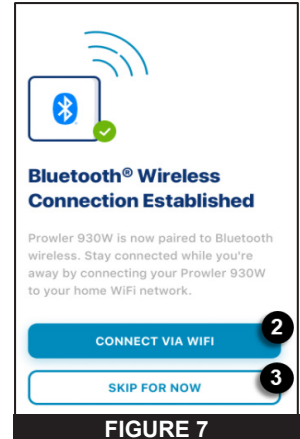 Bluetooth® Wireless
Connection Established
Prowler 930W is now paired to Bluetooth
wireless. Stay connected while you're
away by connecting your Prowler 930W
to your home WiFi network.
2
CONNECT VIA WIFI
3
SKIP FOR NOW
FIGURE 7